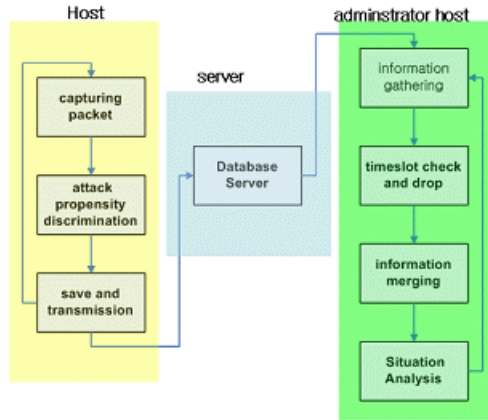 Host
capturing
packet
attack
propensity
discrimination
save and
transmission
server
Database
Server
adminstrator host
information
gathering
timeslot check
and drop
information
merging
Situation
Analysis